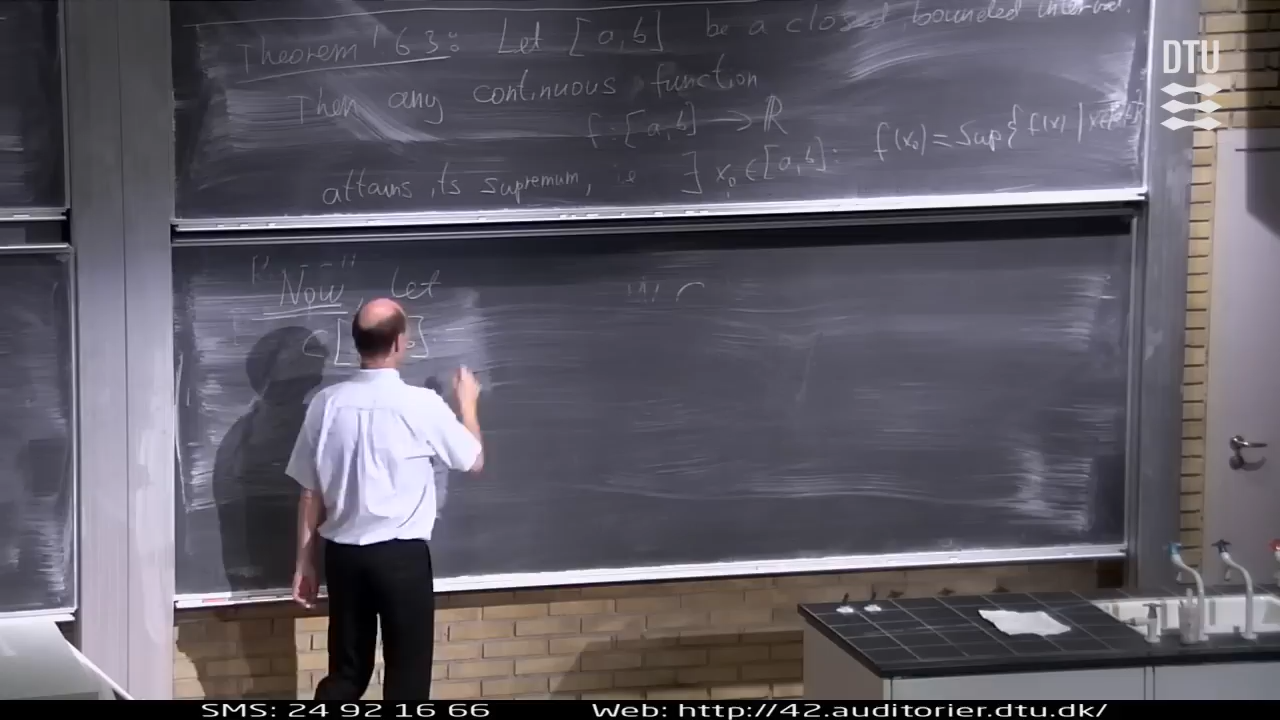 Theorem 1.6.3: Let [a,b] be a closed, bounded interval.
Then any continuous function
f: [a,b] → ℝ
attains its supremum, ie ∃ x₀ ∈ [a,b]: f(x₀) = Sup{f(x) | x∈[a,b]}
Now, Let
C[ b] =
DTU
SMS: 24 92 16 66 Web: http://42.auditorier.dtu.dk/